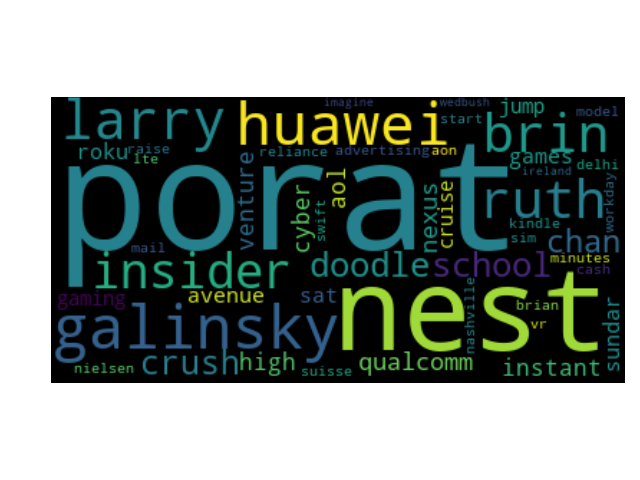 imagine
wedbush
larry
huawei
jump
model
start
brin
roku
raise
lte
reliance
advertising
aon
games
delhi
porat
venture
aol
ireland
ruth
workday
cyber
swift
nexus
cruise
kindle
sim
chan
mail
insider
doodle
school
minutes
cash
gaming
avenue
sat
nest
galinsky
nashville
brian
vr
sundar
crush
high
qualcomm
instant
nielsen
suisse